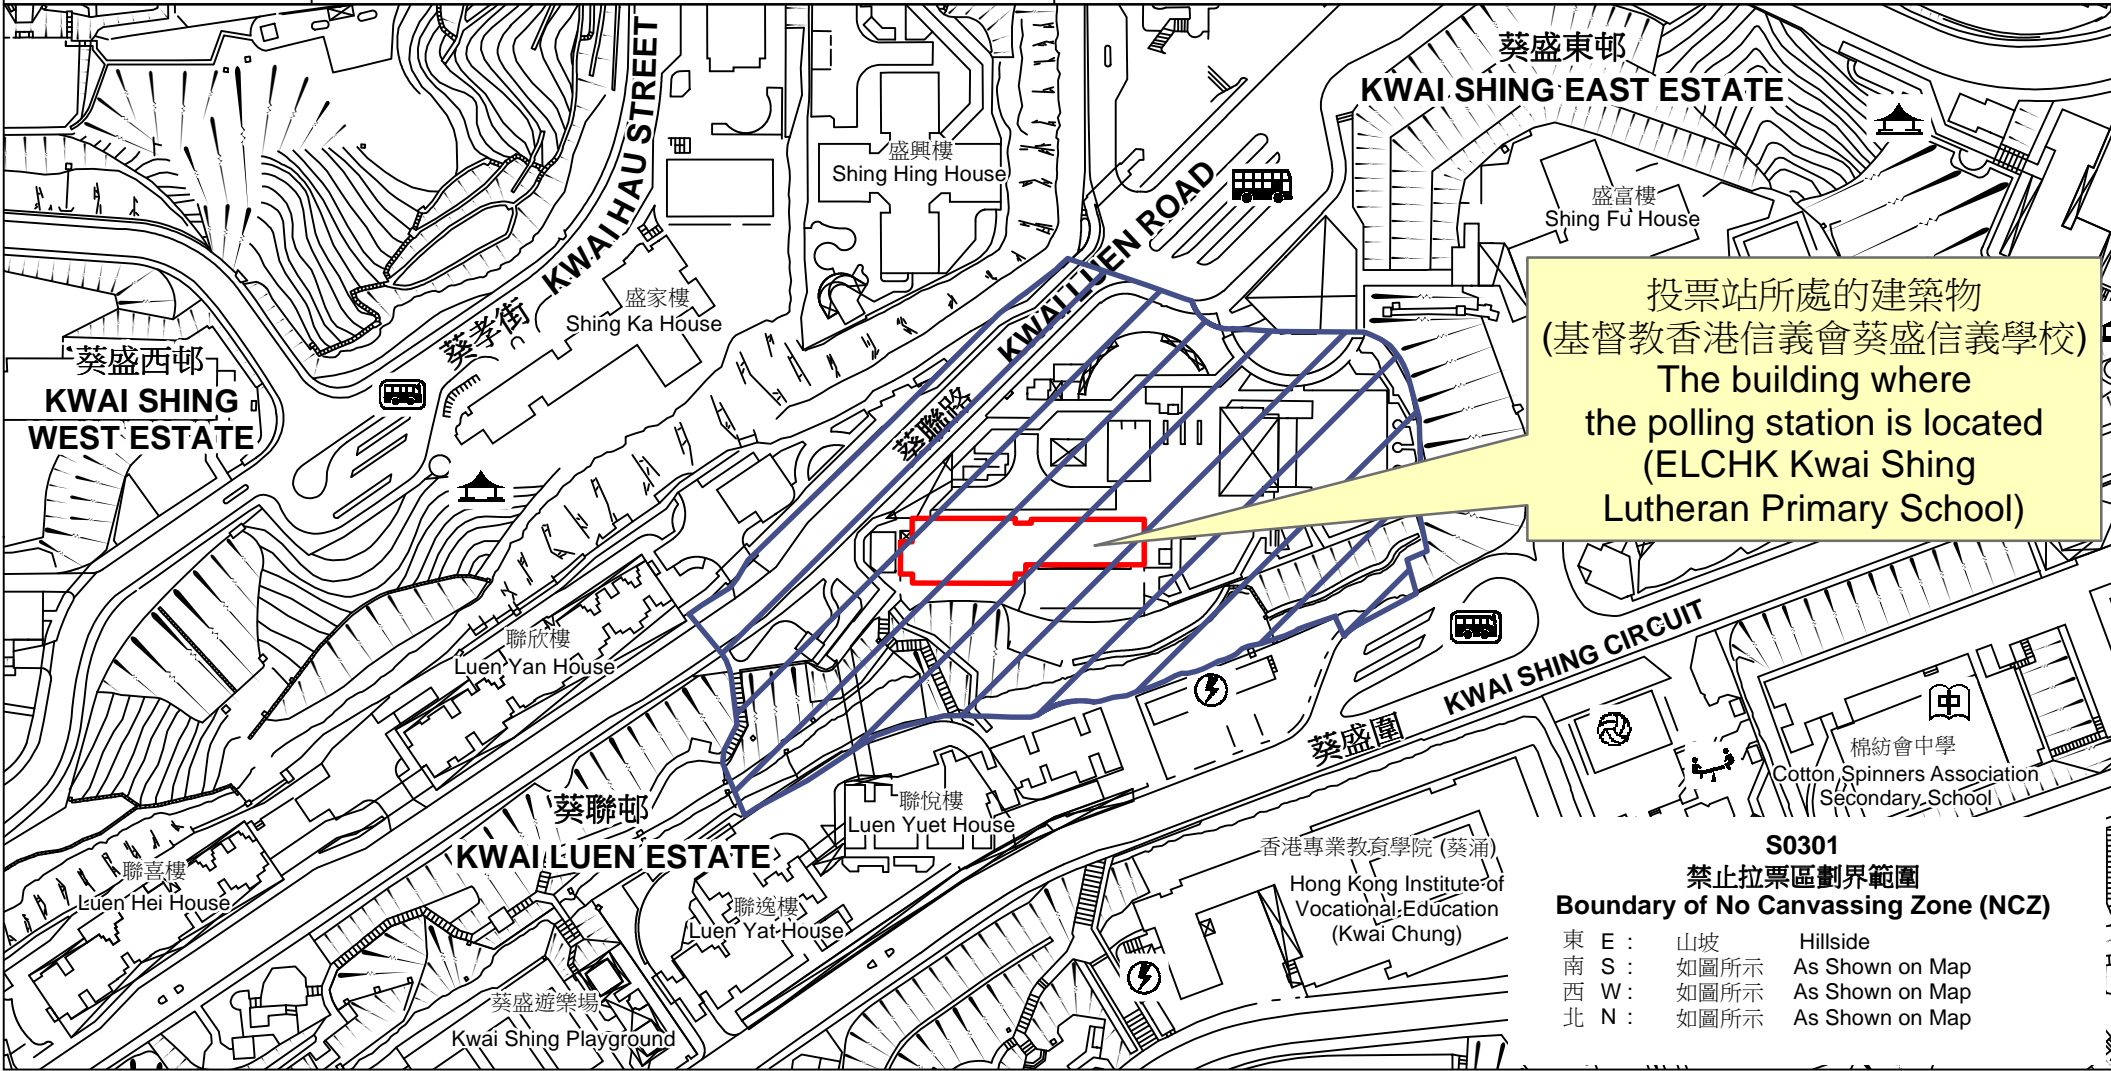 葵盛東邨
KWAI SHING EAST ESTATE
KWAI HAU STREET
葵孝街
盛興樓
Shing Hing House
盛富樓
Shing Fu House
KWAI LUEN ROAD
葵聯路
盛家樓
Shing Ka House
葵盛西邨
KWAI SHING
WEST ESTATE
投票站所處的建築物
(基督教香港信義會葵盛信義學校)
The building where
the polling station is located
(ELCHK Kwai Shing
Lutheran Primary School)
聯欣樓
Luen Yan House
KWAI SHING CIRCUIT
葵盛圍
中
棉紡會中學
Cotton Spinners Association
Secondary School
葵聯邨
KWAI LUEN ESTATE
聯悅樓
Luen Yuet House
聯喜樓
Luen Hei House
聯逸樓
Luen Yat House
香港專業教育學院 (葵涌)
Hong Kong Institute of
Vocational Education
(Kwai Chung)
葵盛遊樂場
Kwai Shing Playground
S0301
禁止拉票區劃界範圍
Boundary of No Canvassing Zone (NCZ)
東 E : 山坡 Hillside
南 S : 如圖所示 As Shown on Map
西 W : 如圖所示 As Shown on Map
北 N : 如圖所示 As Shown on Map